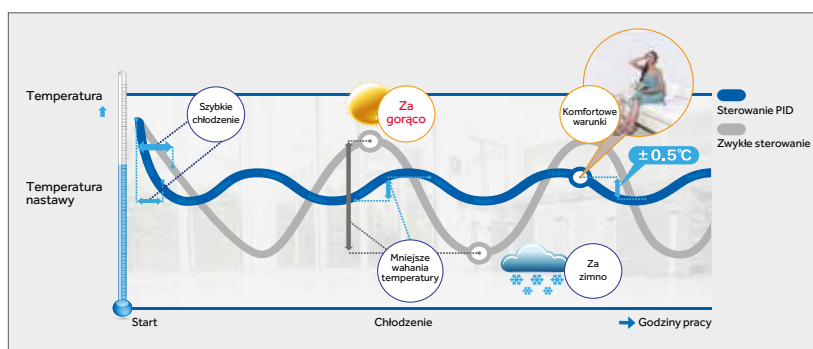 Temperatura
Szybkie
chłodzenie
Za
gorąco
Komfortowe
warunki
Sterowanie PID
Zwykłe sterowanie
± 0.5°C
Temperatura
nastawy
Mniejsze
wahania
temperatury
Za
zimno
Start
Chłodzenie
Godziny pracy